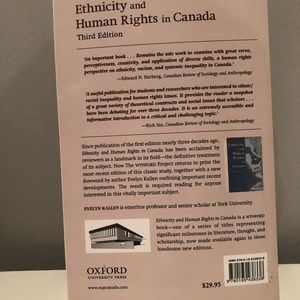 Ethnicity and
Human Rights in Canada
Third Edition
'An important book . . . Remains the sole work to examine with great verve,
perceptiveness, creativity, and application of diverse skills, a human rights
perspective on ethnicity, racism, and systemic inequality in Canada.'
—Edward N. Herberg, Canadian Review of Sociology and Anthropology
'A useful publication for students and researchers who are interested in ethnic/
racial inequality and human rights issues. It provides the reader a snapshot
of a great variety of theoretical constructs and social issues that scholars . . .
have been debating for over three decades. It is an extremely accessible and
informative introduction to a critical and challenging topic.'
—Rick Sin, Canadian Review of Sociology and Anthropology
Since publication of the first edition nearly three decades ago,
Ethnicity and Human Rights in Canada has been acclaimed by
reviewers as a landmark in its field—the definitive treatment
of its subject. Now The WYNFORD Project returns to print the
most recent edition of this classic study, together with a new
foreword by author Evelyn Kallen outlining important recent
developments. The result is required reading for anyone
interested in this vitally important subject.
EVELYN KALLEN is emeritus professor and senior scholar at York University.
Ethnicity and Human Rights in Canada is a WYNFORD
book—one of a series of titles representing significant
milestones in literature, thought, and
scholarship, now made available again in these
handsome new editions.
OXFORD
UNIVERSITY PRESS
www.oupcanada.com
$29.95